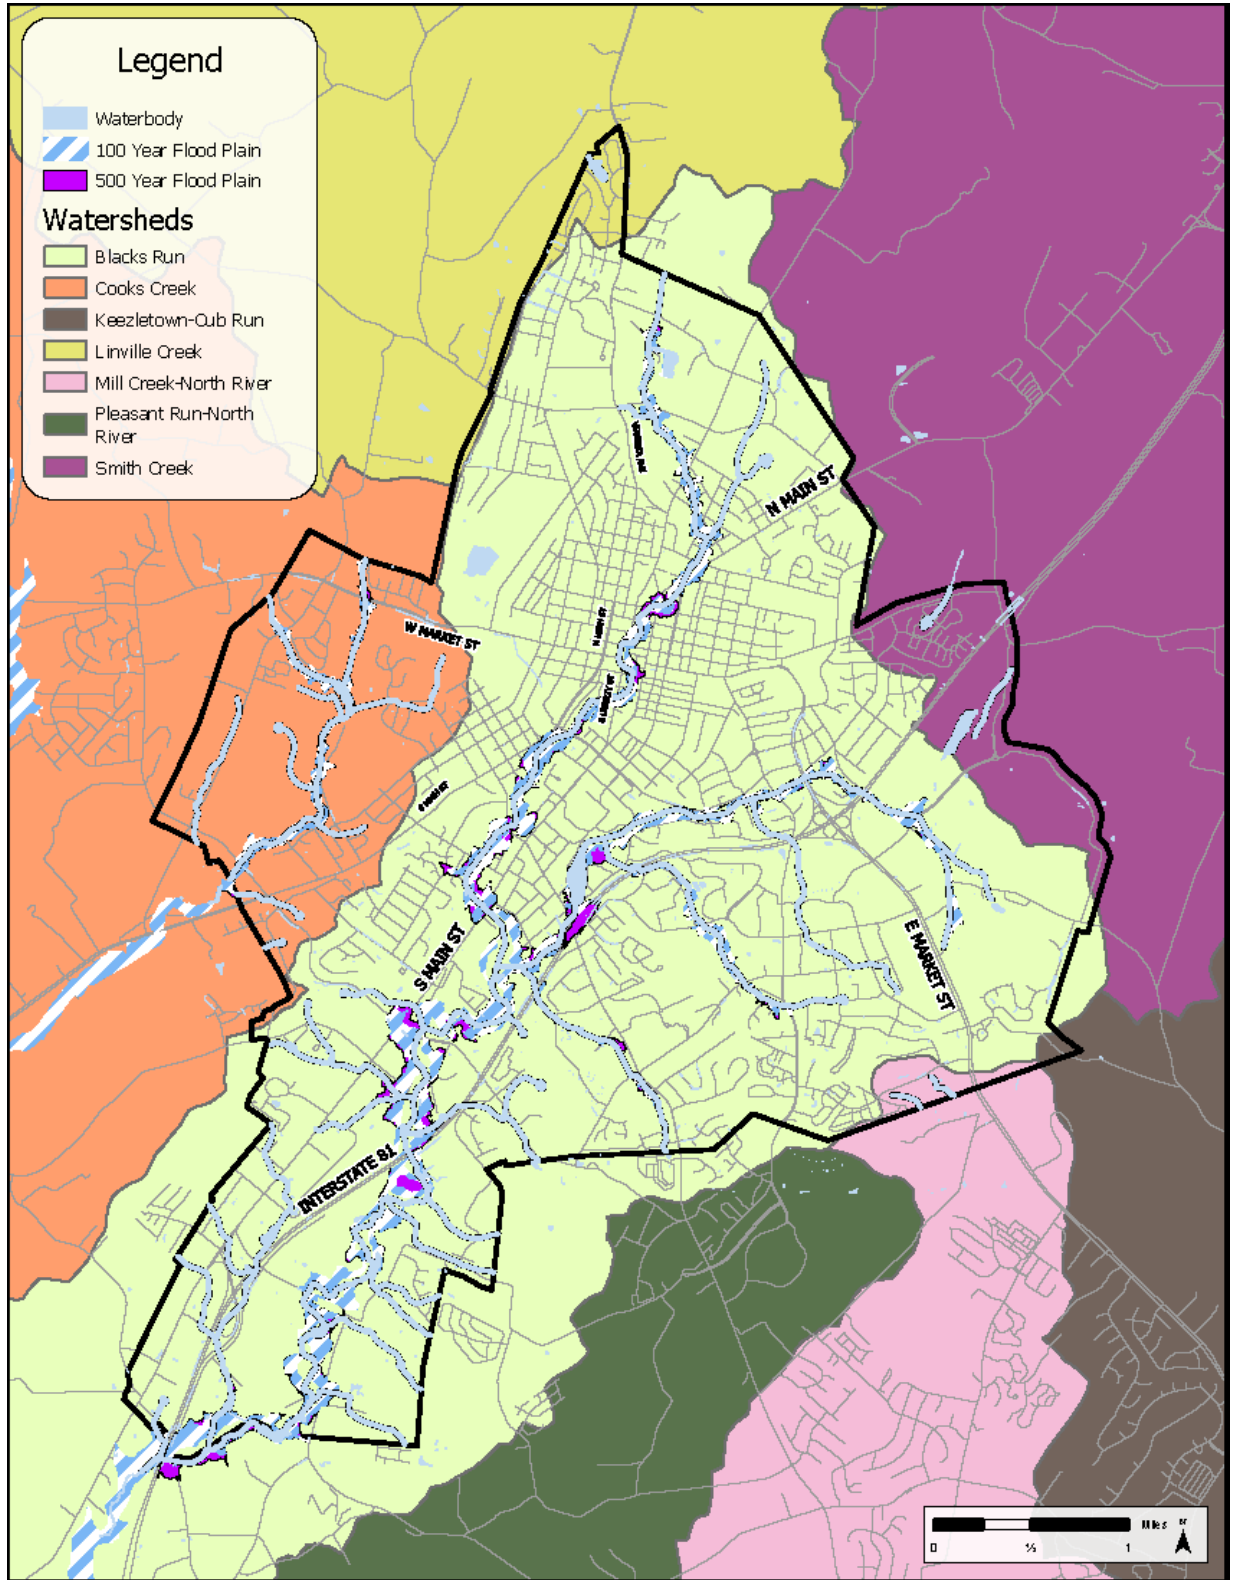 Legend
Waterbody
100 Year Flood Plain
500 Year Flood Plain
Watersheds
Blacks Run
Cooks Creek
Keezletown-Cub Run
Linville Creek
Mill Creek-North River
Pleasant Run-North
River
Smith Creek
N MAIN ST
W MARKET ST
N MAIN ST
S MAIN ST
E MARKET ST
INTERSTATE 81
Miles
0
½
1